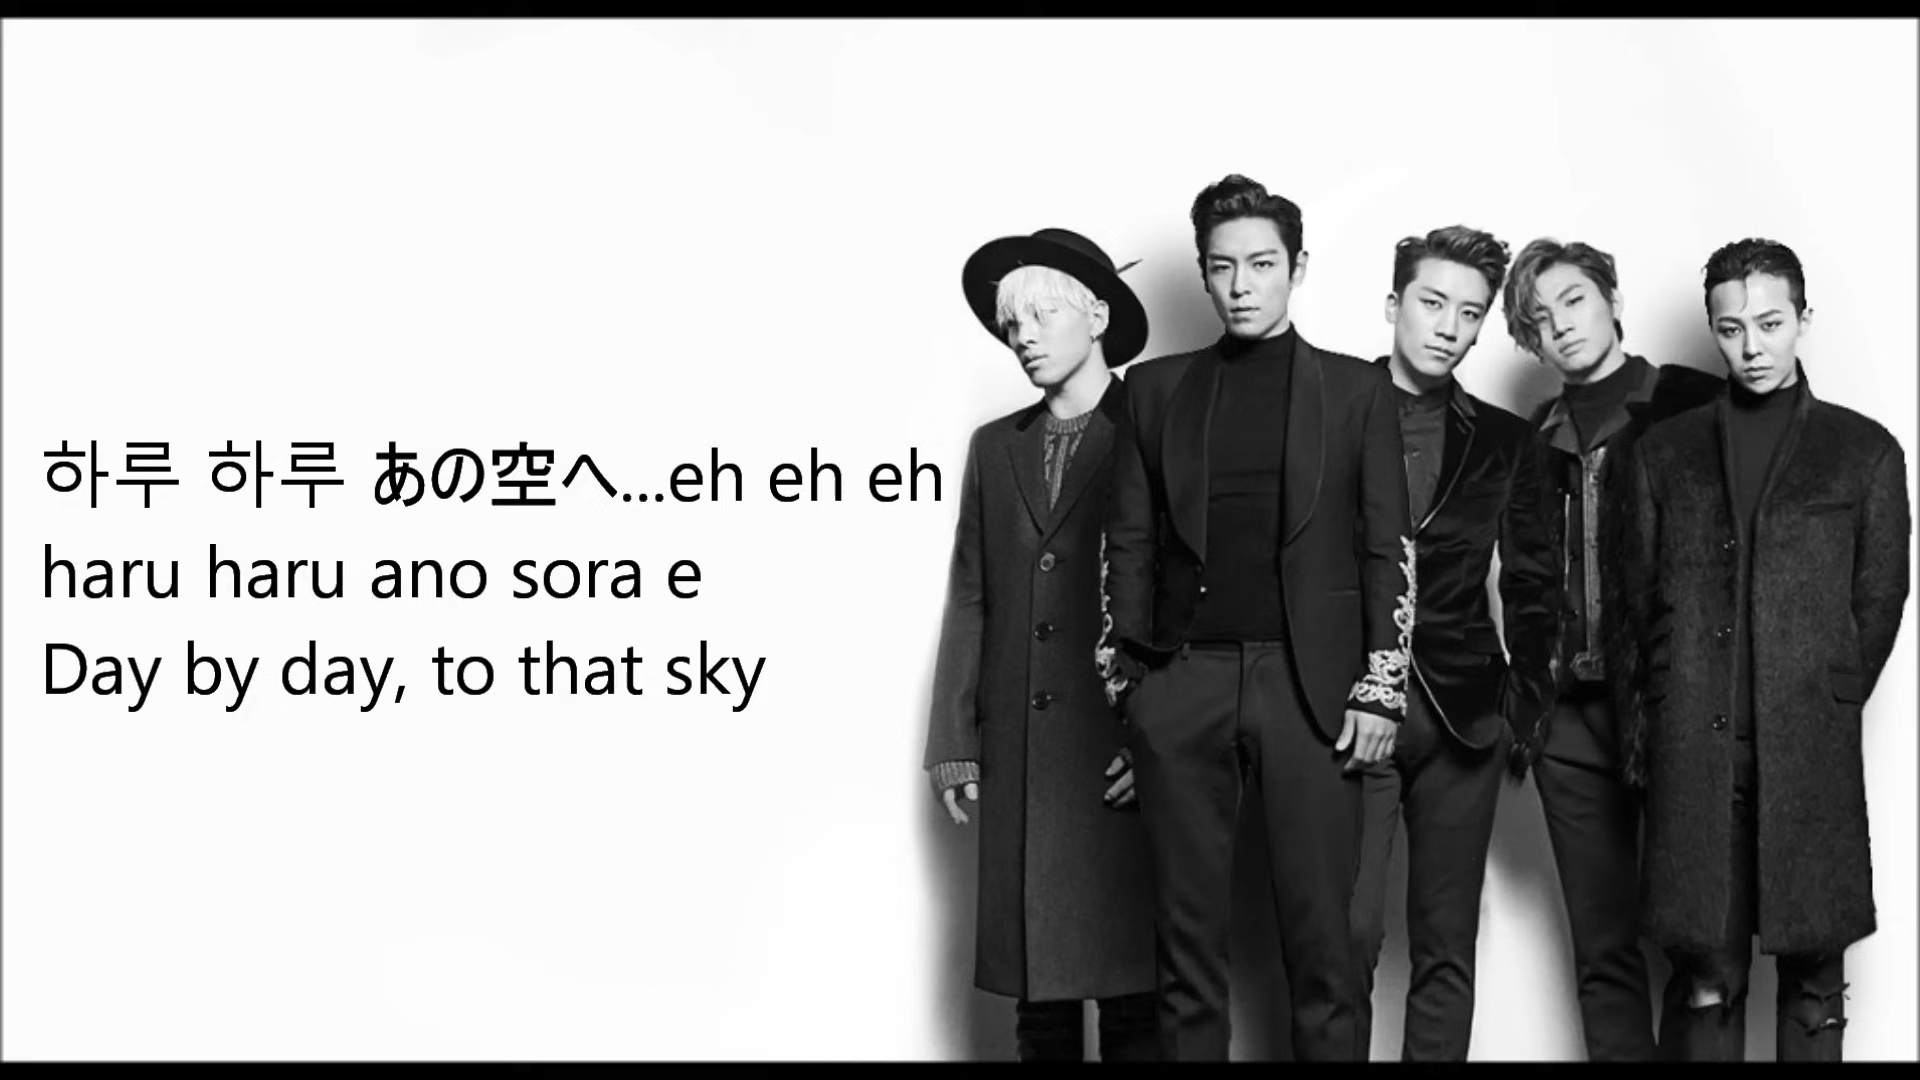 하루 하루 あの空へ...eh eh eh
haru haru ano sora e
Day by day, to that sky